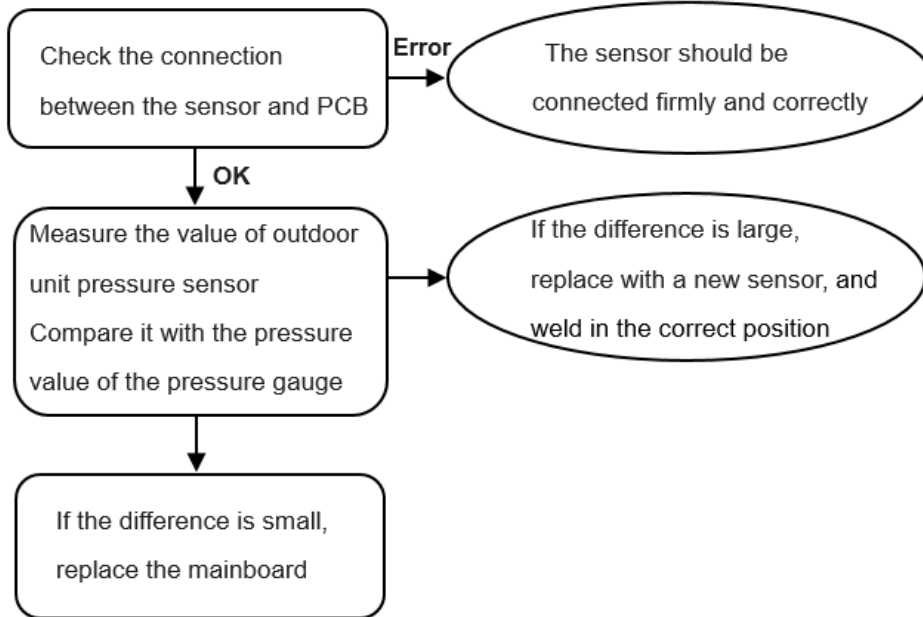 Check the connection
between the sensor and PCB
Error
The sensor should be
connected firmly and correctly
OK
Measure the value of outdoor
unit pressure sensor
Compare it with the pressure
value of the pressure gauge
If the difference is large,
replace with a new sensor, and
weld in the correct position
If the difference is small,
replace the mainboard